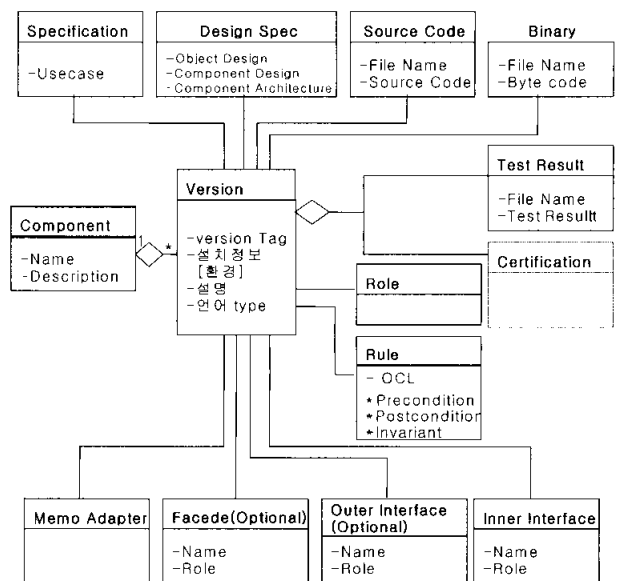 Specification
-Usecase
Design Spec
-Object Design
-Component Design
-Component Architecture
Source Code
-File Name
-Source Code
Binary
-File Name
-Byte code
Version
-version Tag
-설치정보
[환경]
-설명
-언어 type
Component
-Name
-Description
1
*
Test Result
-File Name
-Test Resultt
Certification
Role
Rule
- OCL
*Precondition
*Postcondition
*Invariant
Memo Adapter
Facede(Optional)
-Name
-Role
Outer Interface
(Optional)
-Name
-Role
Inner Interface
-Name
-Role